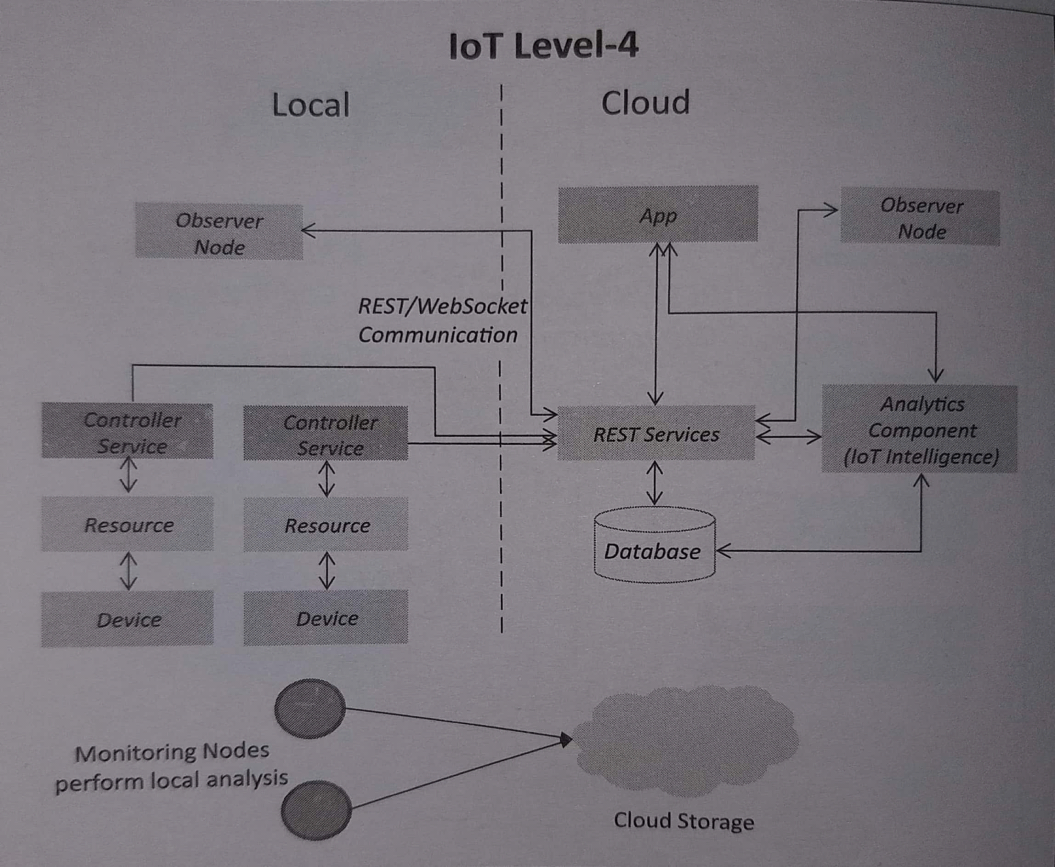 IoT Level-4
Local
Cloud
Observer
Node
App
Observer
Node
REST/WebSocket
Communication
Controller
Service
Controller
Service
REST Services
Analytics
Component
(IoT Intelligence)
Resource
Resource
Database
Device
Device
Monitoring Nodes
perform local analysis
Cloud Storage